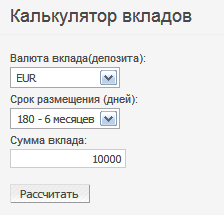 Калькулятор вкладов
Валюта вклада(депозита):
EUR
Срок размещения (дней):
180 - 6 месяцев
Сумма вклада:
10000
Рассчитать